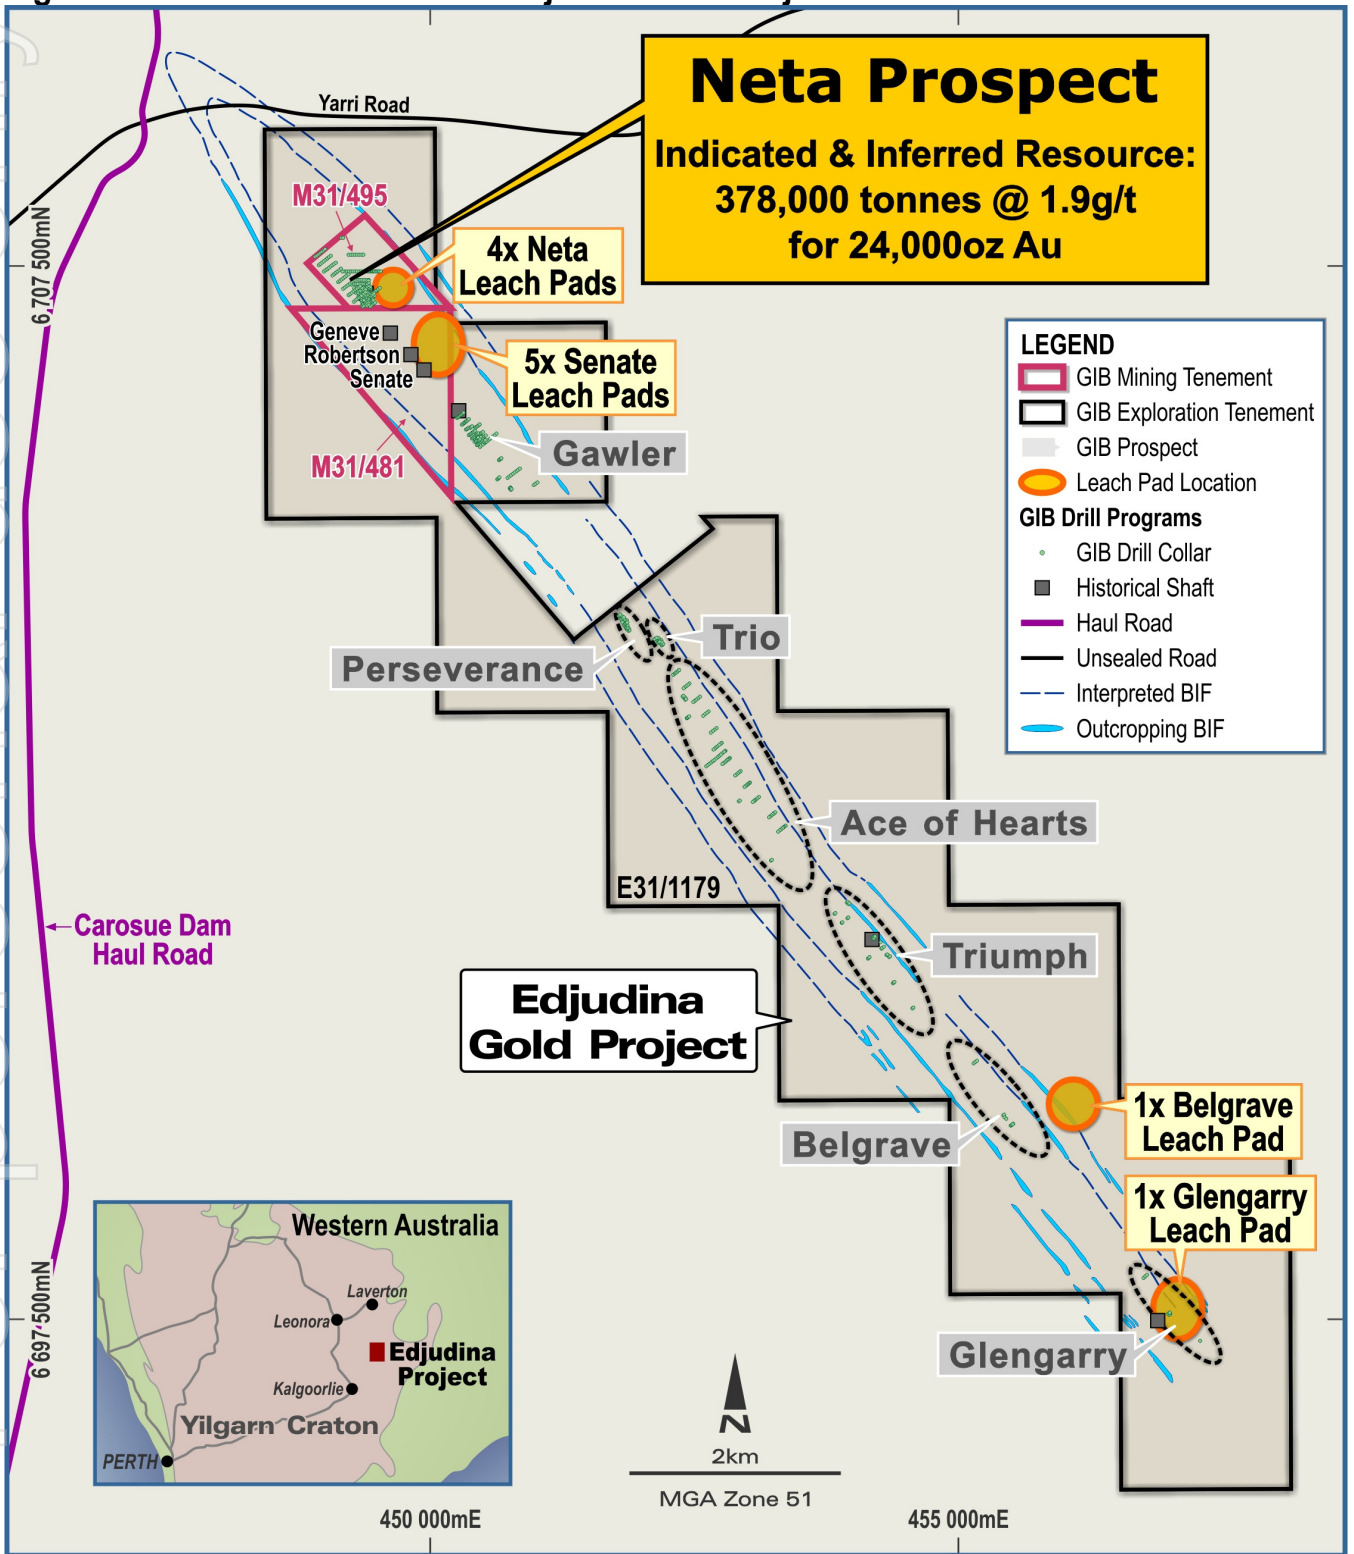 Yarri Road
Neta Prospect
Indicated & Inferred Resource:
378,000 tonnes @ 1.9g/t
for 24,000oz Au
M31/495
4x Neta
Leach Pads
6 707 500mN
Geneve
Robertson
Senate
5x Senate
Leach Pads
M31/481
Gawler
LEGEND
GIB Mining Tenement
GIB Exploration Tenement
GIB Prospect
Leach Pad Location
GIB Drill Programs
GIB Drill Collar
Historical Shaft
Haul Road
Unsealed Road
Interpreted BIF
Outcropping BIF
Trio
Perseverance
Ace of Hearts
E31/1179
Carosue Dam
Haul Road
Triumph
Edjudina
Gold Project
1x Belgrave
Leach Pad
Belgrave
1x Glengarry
Leach Pad
Glengarry
6 697 500mN
Western Australia
Laverton
Leonora
Edjudina
Project
Kalgoorlie
Yilgarn Craton
PERTH
N
2km
MGA Zone 51
450 000mE
455 000mE